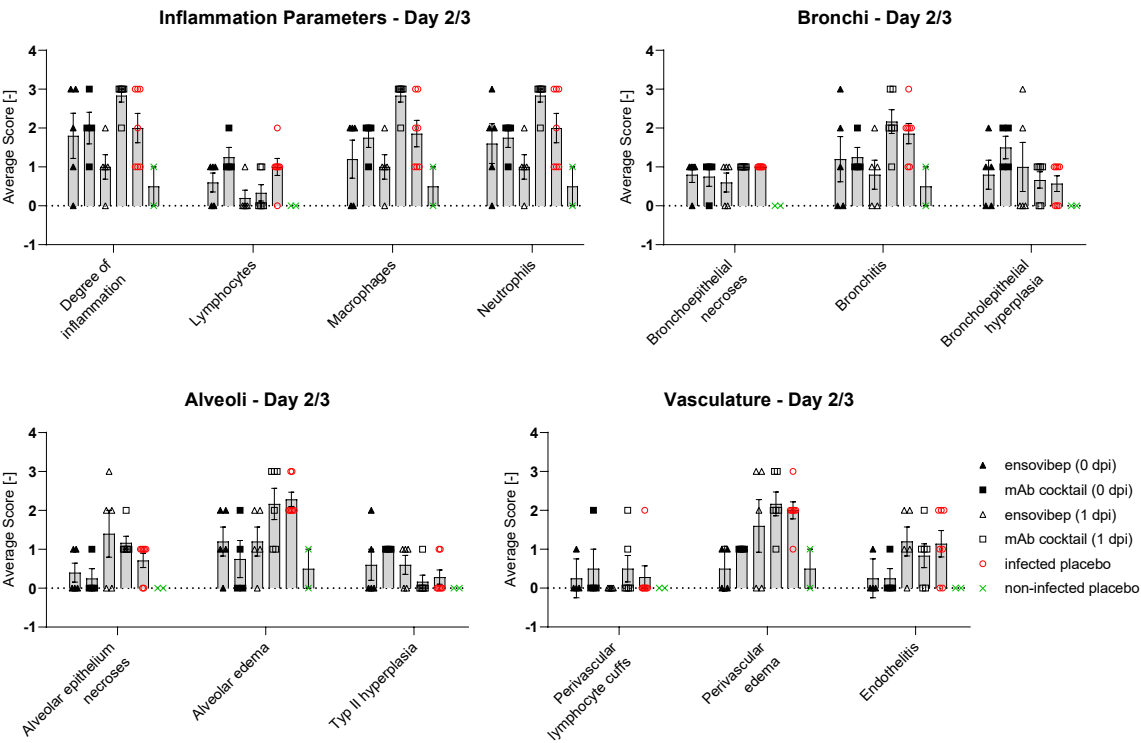 Inflammation Parameters - Day 2/3
Average Score [-]
4
3
2
1
0
-1
Degree of
inflammation
Lymphocytes
Macrophages
Neutrophils
Bronchi - Day 2/3
Average Score [-]
4
3
2
1
0
-1
Bronchoepithelial
necroses
Bronchitis
Broncholepithelial
hyperplasia
Alveoli - Day 2/3
Average Score [-]
4
3
2
1
0
-1
Alveolar epithelium
necroses
Alveolar edema
Typ II hyperplasia
Vasculature - Day 2/3
Average Score [-]
4
3
2
1
0
-1
Perivascular
lymphocyte cuffs
Perivascular
edema
Endothelitis
ensovibep (0 dpi)
mAb cocktail (0 dpi)
ensovibep (1 dpi)
mAb cocktail (1 dpi)
infected placebo
non-infected placebo